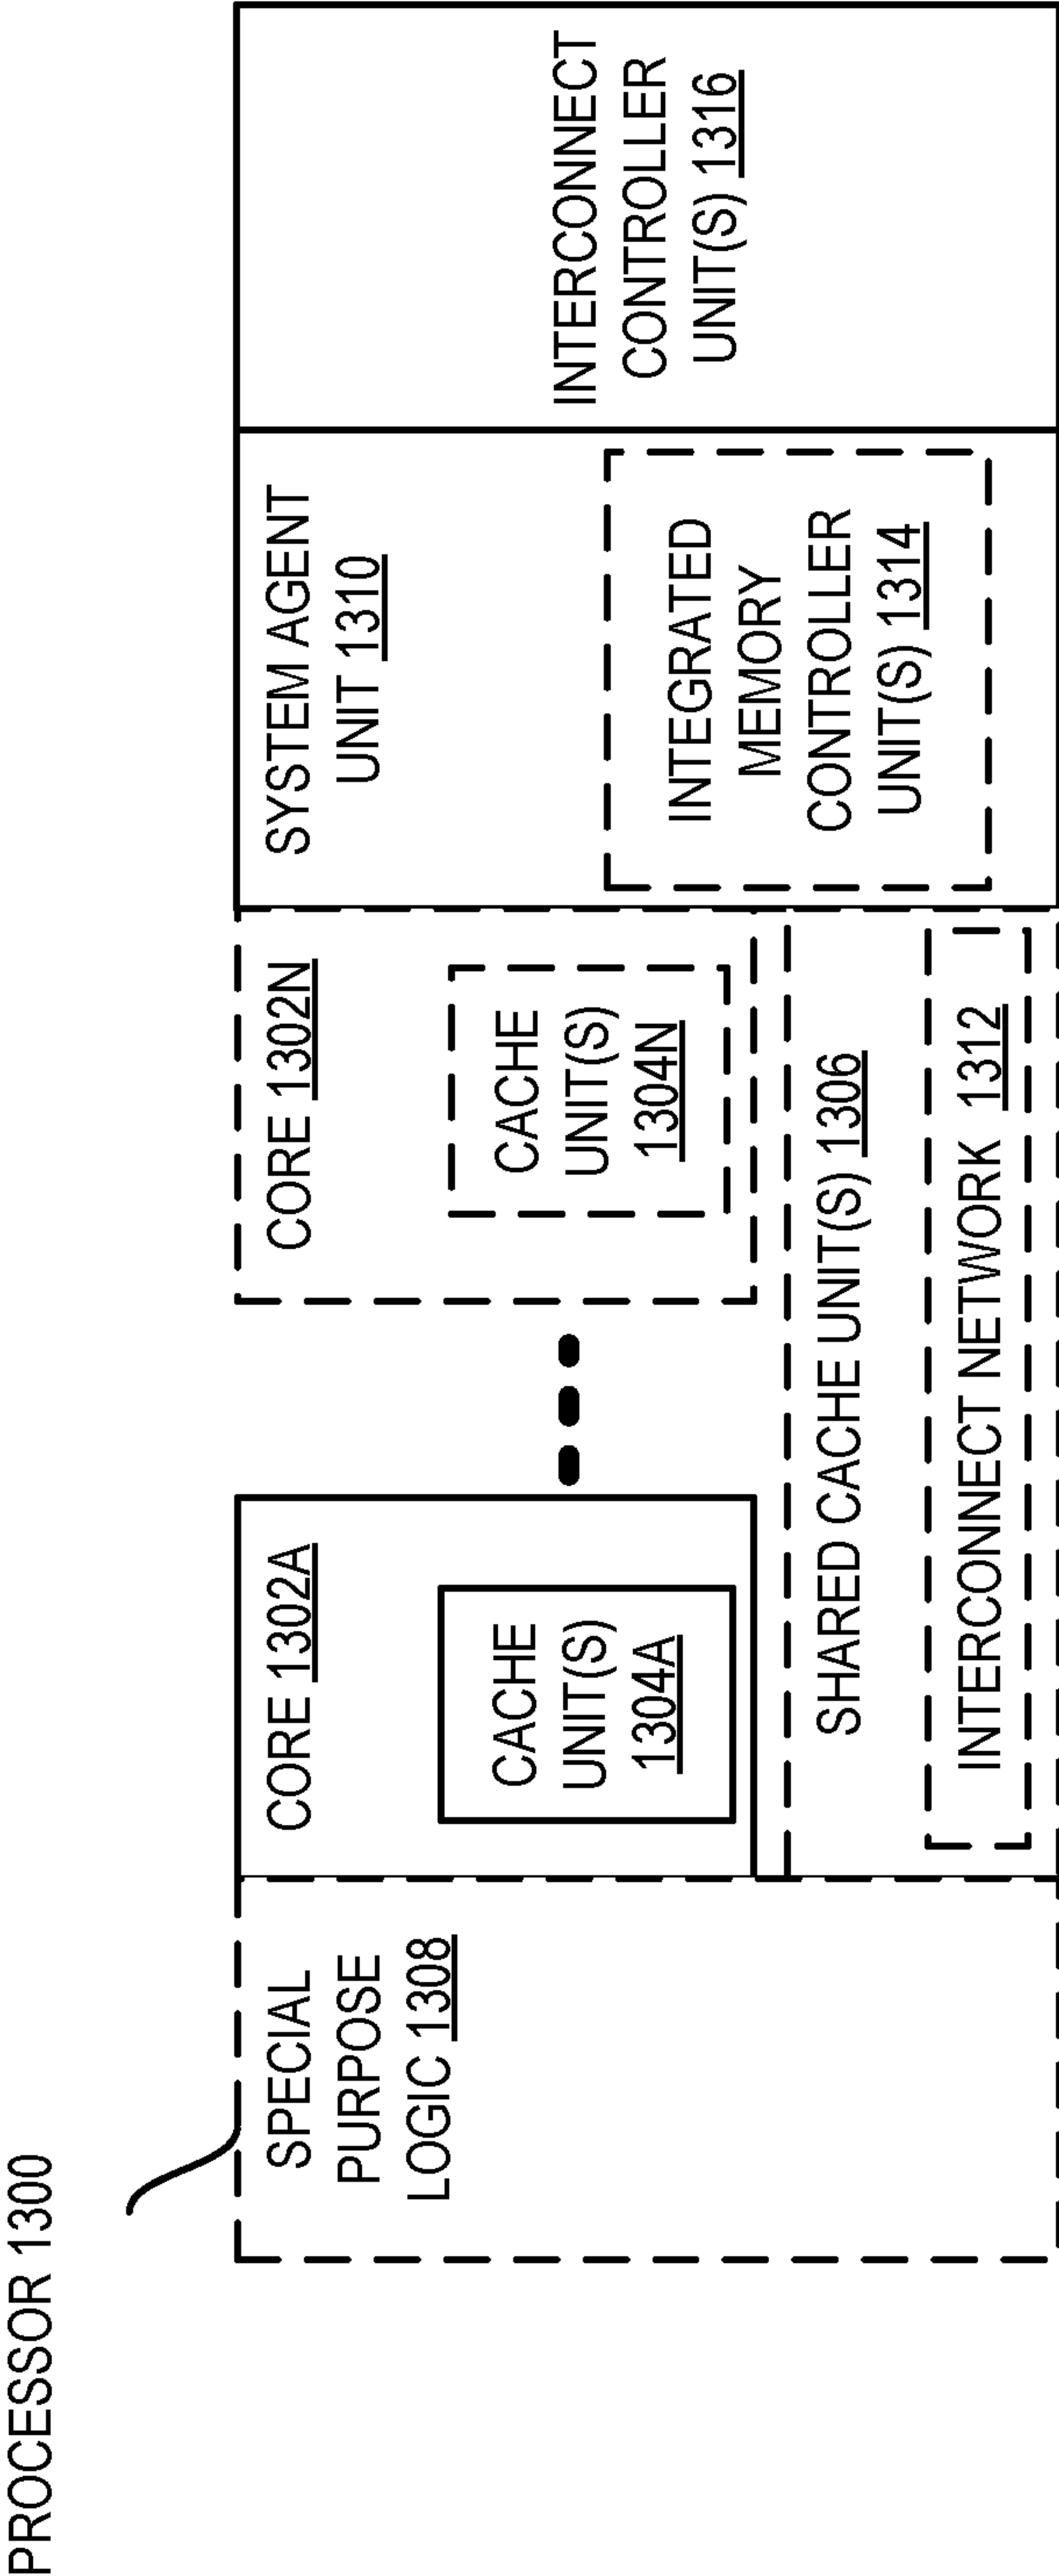 PROCESSOR 1300
SPECIAL
PURPOSE
LOGIC 1308
CORE 1302A
CACHE
UNIT(S)
1304A
CORE 1302N
CACHE
UNIT(S)
1304N
SHARED CACHE UNIT(S) 1306
INTERCONNECT NETWORK 1312
SYSTEM AGENT
UNIT 1310
INTEGRATED
MEMORY
CONTROLLER
UNIT(S) 1314
INTERCONNECT
CONTROLLER
UNIT(S) 1316